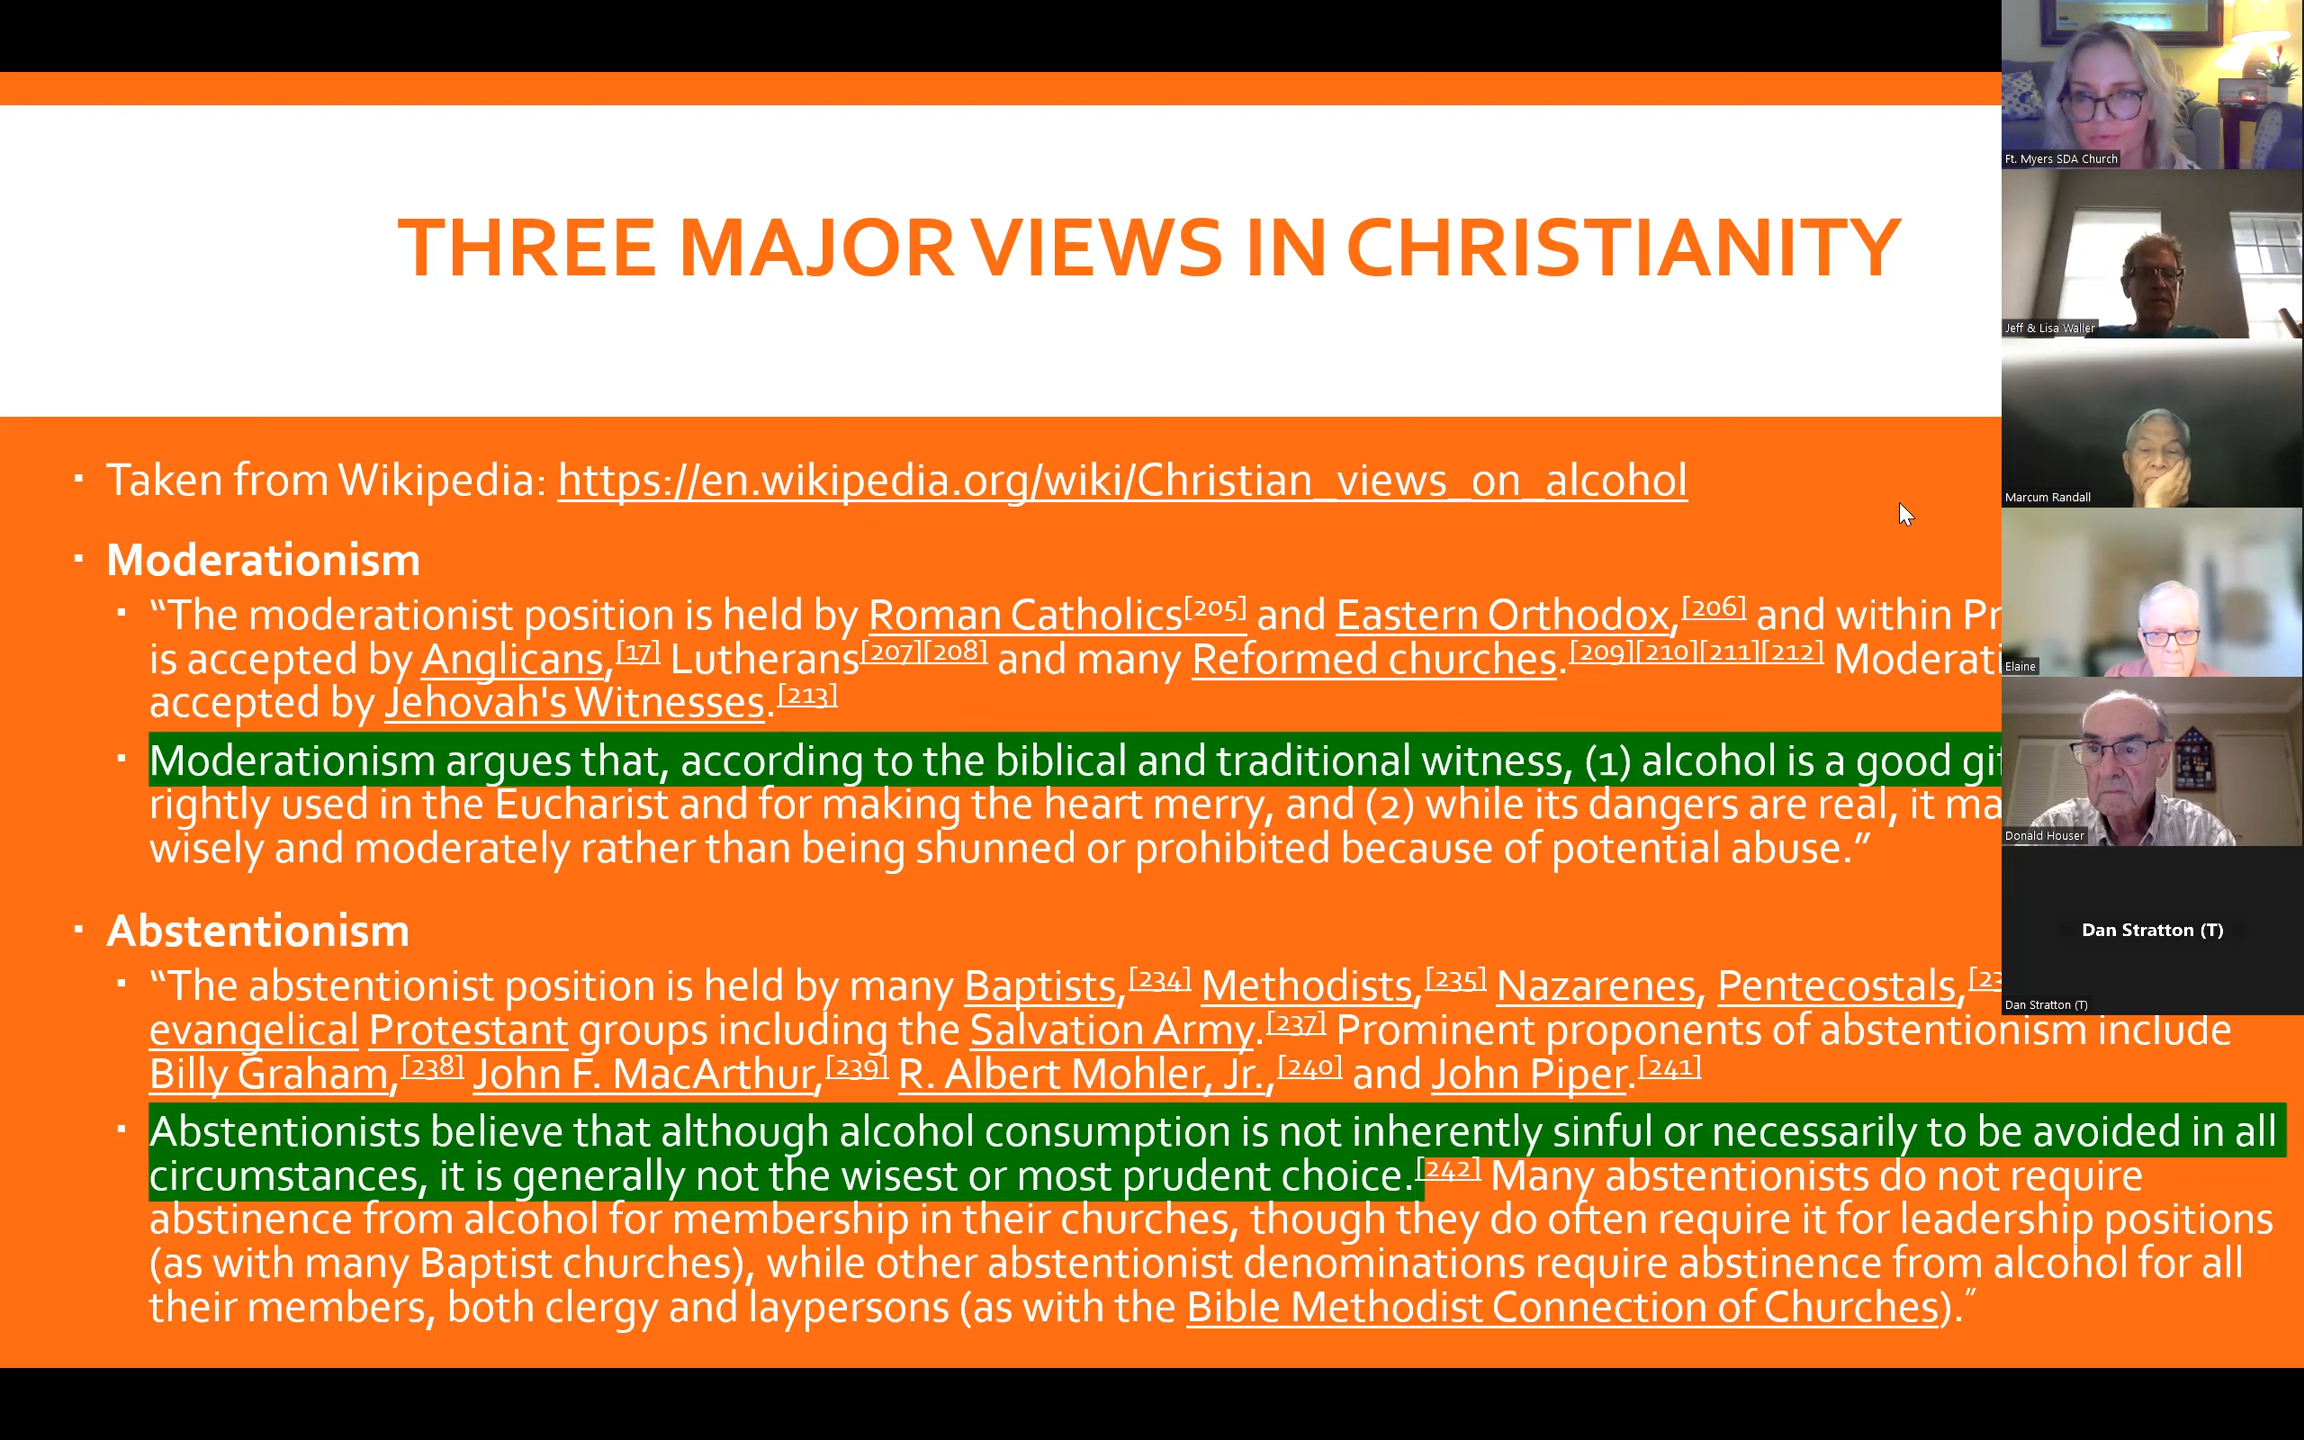 THREE MAJOR VIEWS IN CHRISTIANITY
▪ Taken from Wikipedia: https://en.wikipedia.org/wiki/Christian_views_on_alcohol
▪ Moderationism
▪ “The moderationist position is held by Roman Catholics[205] and Eastern Orthodox,[206] and within
is accepted by Anglicans,[17] Lutherans[207][208] and many Reformed churches.[209][210][211][212]
accepted by Jehovah's Witnesses.[213]
▪ Moderationism argues that, according to the biblical and traditional witness, (1) alcohol is a good
rightly used in the Eucharist and for making the heart merry, and (2) while its dangers are real, it
wisely and moderately rather than being shunned or prohibited because of potential abuse.”
▪ Abstentionism
▪ “The abstentionist position is held by many Baptists,[234] Methodists,[235] Nazarenes, Pentecostals,
evangelical Protestant groups including the Salvation Army.[237] Prominent proponents of abstentionism include
Billy Graham,[238] John F. MacArthur,[239] R. Albert Mohler, Jr.,[240] and John Piper.[241]
▪ Abstentionists believe that although alcohol consumption is not inherently sinful or necessarily to be avoided in all
circumstances, it is generally not the wisest or most prudent choice.[242] Many abstentionists do not require
abstinence from alcohol for membership in their churches, though they do often require it for leadership positions
(as with many Baptist churches), while other abstentionist denominations require abstinence from alcohol for all
their members, both clergy and laypersons (as with the Bible Methodist Connection of Churches).”
Ft. Myers SDA Church
Jeff & Lisa Waller
Marcum Randall
Elaine
Donald Houser
Dan Stratton (T)
Dan Stratton (T)